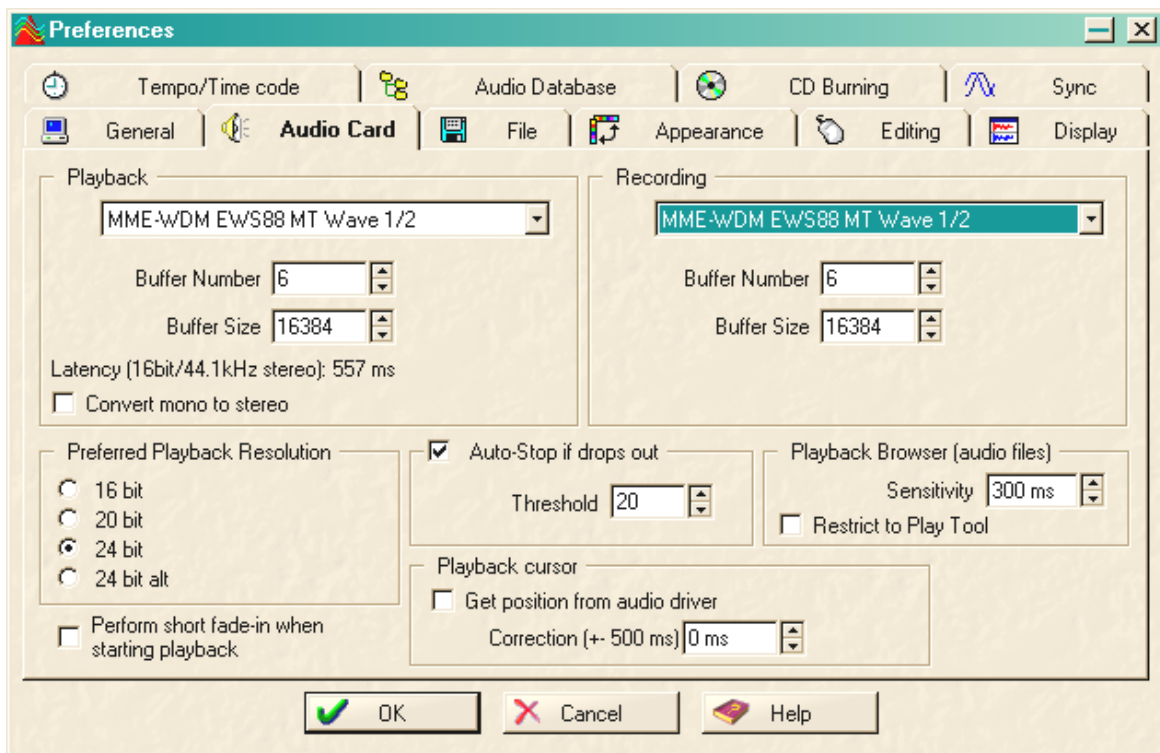 Preferences
Tempo/Time code
Audio Database
CD Burning
Sync
General
Audio Card
File
Appearance
Editing
Display
Playback
MME-WDM EWS88 MT Wave 1/2
Buffer Number 6
Buffer Size 16384
Latency (16bit/44.1kHz stereo): 557 ms
Convert mono to stereo
Recording
MME-WDM EWS88 MT Wave 1/2
Buffer Number 6
Buffer Size 16384
Preferred Playback Resolution
16 bit
20 bit
24 bit
24 bit alt
Auto-Stop if drops out
Threshold 20
Playback Browser (audio files)
Sensitivity 300 ms
Restrict to Play Tool
Playback cursor
Get position from audio driver
Correction (+- 500 ms) 0 ms
Perform short fade-in when
starting playback
OK
Cancel
Help